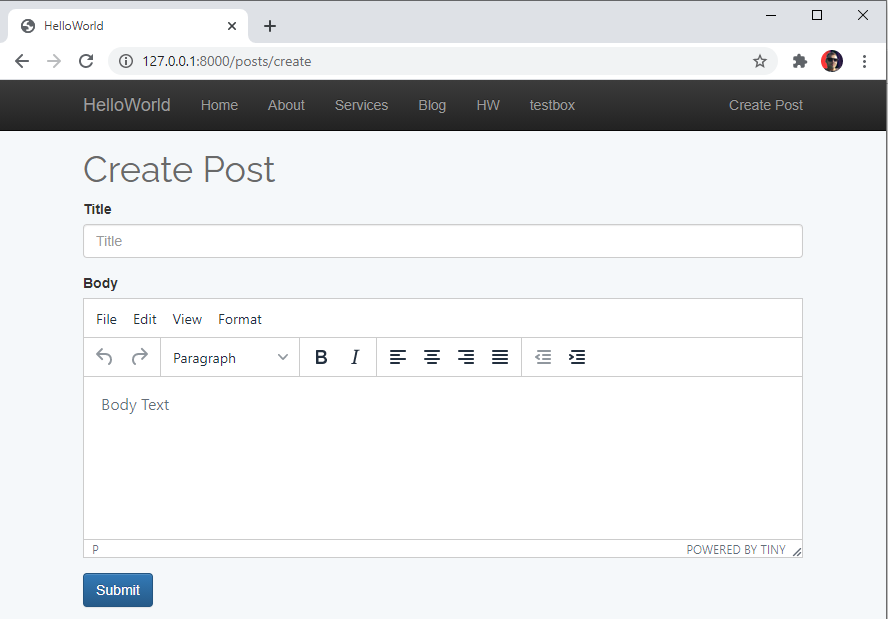 HelloWorld
127.0.0.1:8000/posts/create
HelloWorld Home About Services Blog HW testbox Create Post
Create Post
Title
Title
Body
File Edit View Format
Paragraph B I
Body Text
P POWERED BY TINY
Submit